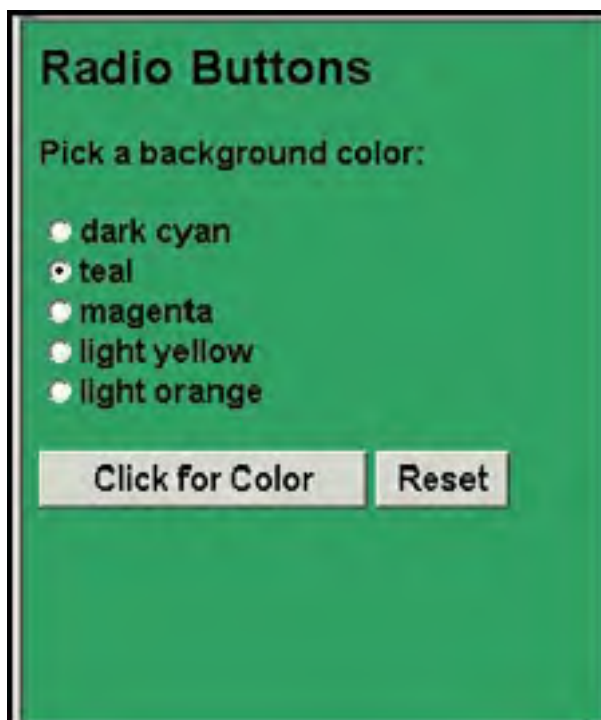 Radio Buttons
Pick a background color:
dark cyan
teal
magenta
light yellow
light orange
Click for Color Reset